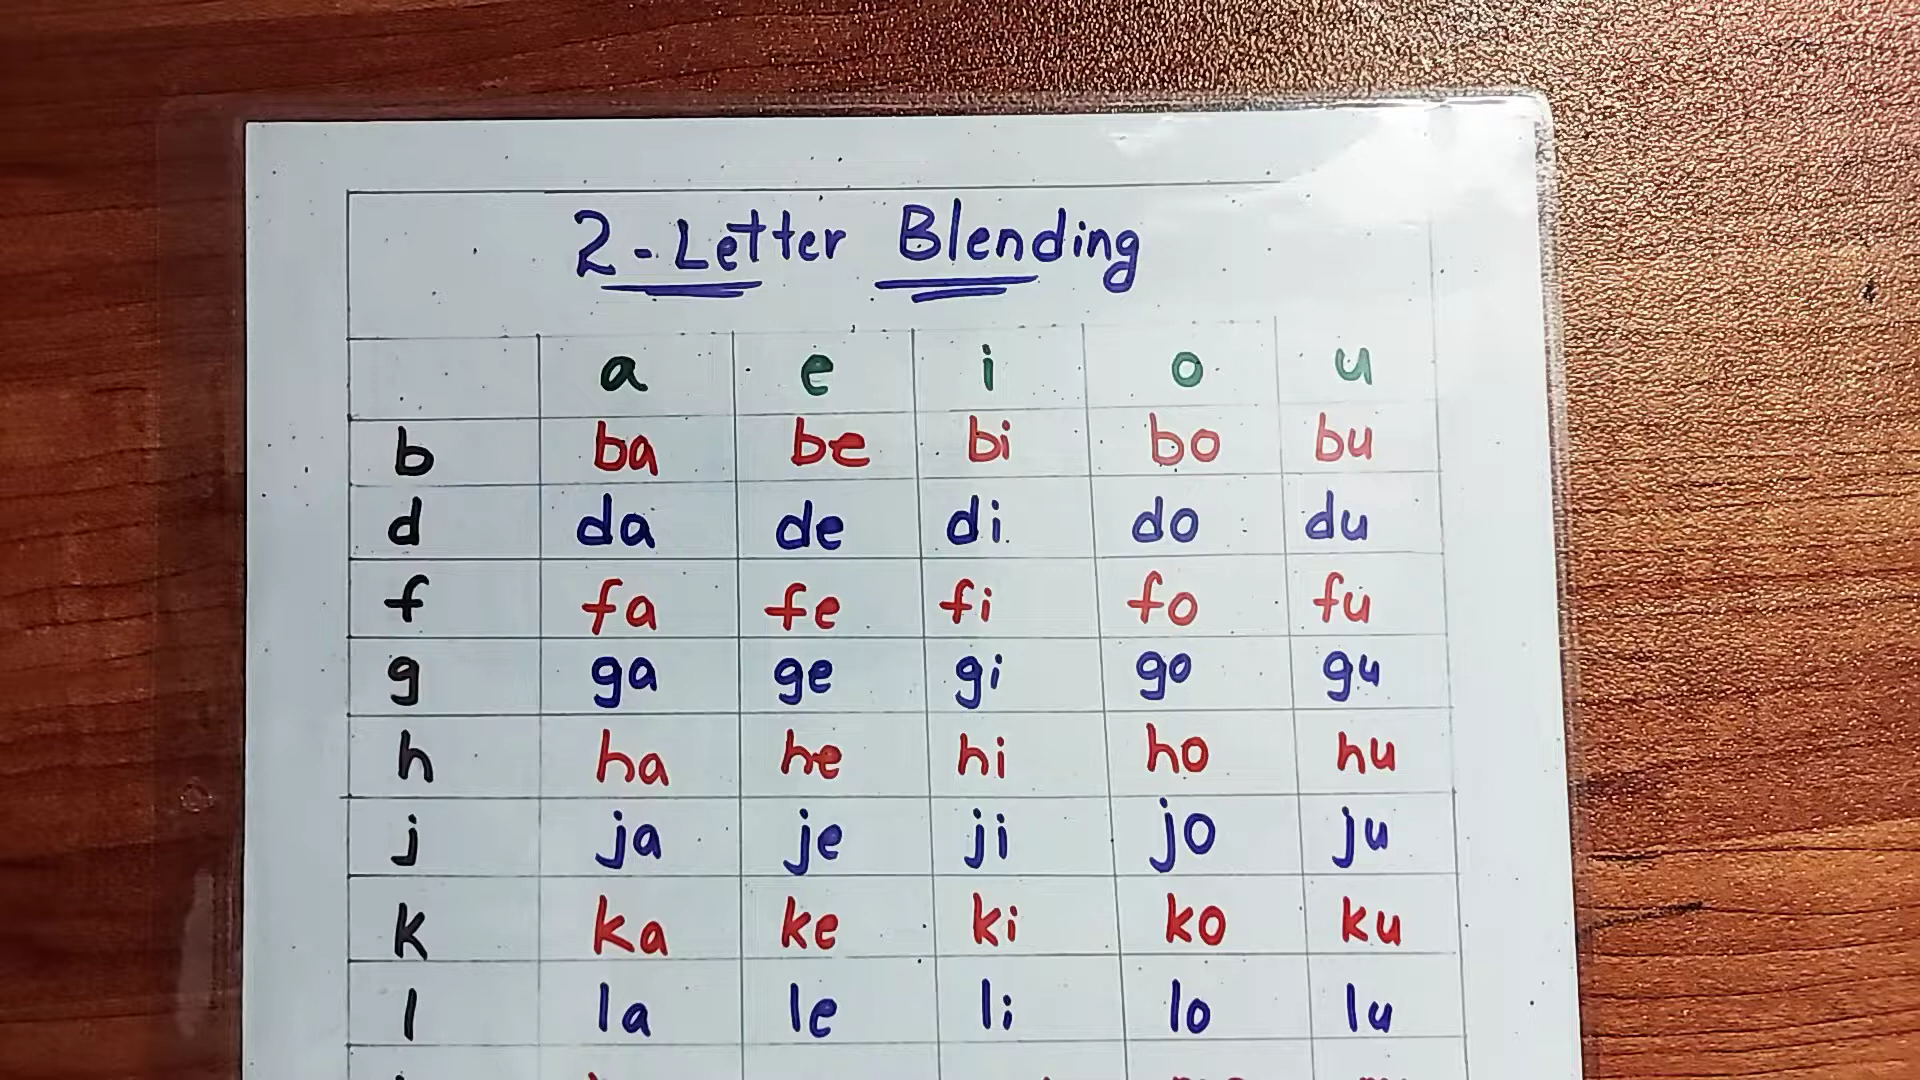 2-Letter Blending
a e i o u
b ba be bi bo bu
d da de di do du
f fa fe fi fo fu
g ga ge gi go gu
h ha he hi ho hu
j ja je ji jo ju
k ka ke ki ko ku
l la le li lo lu